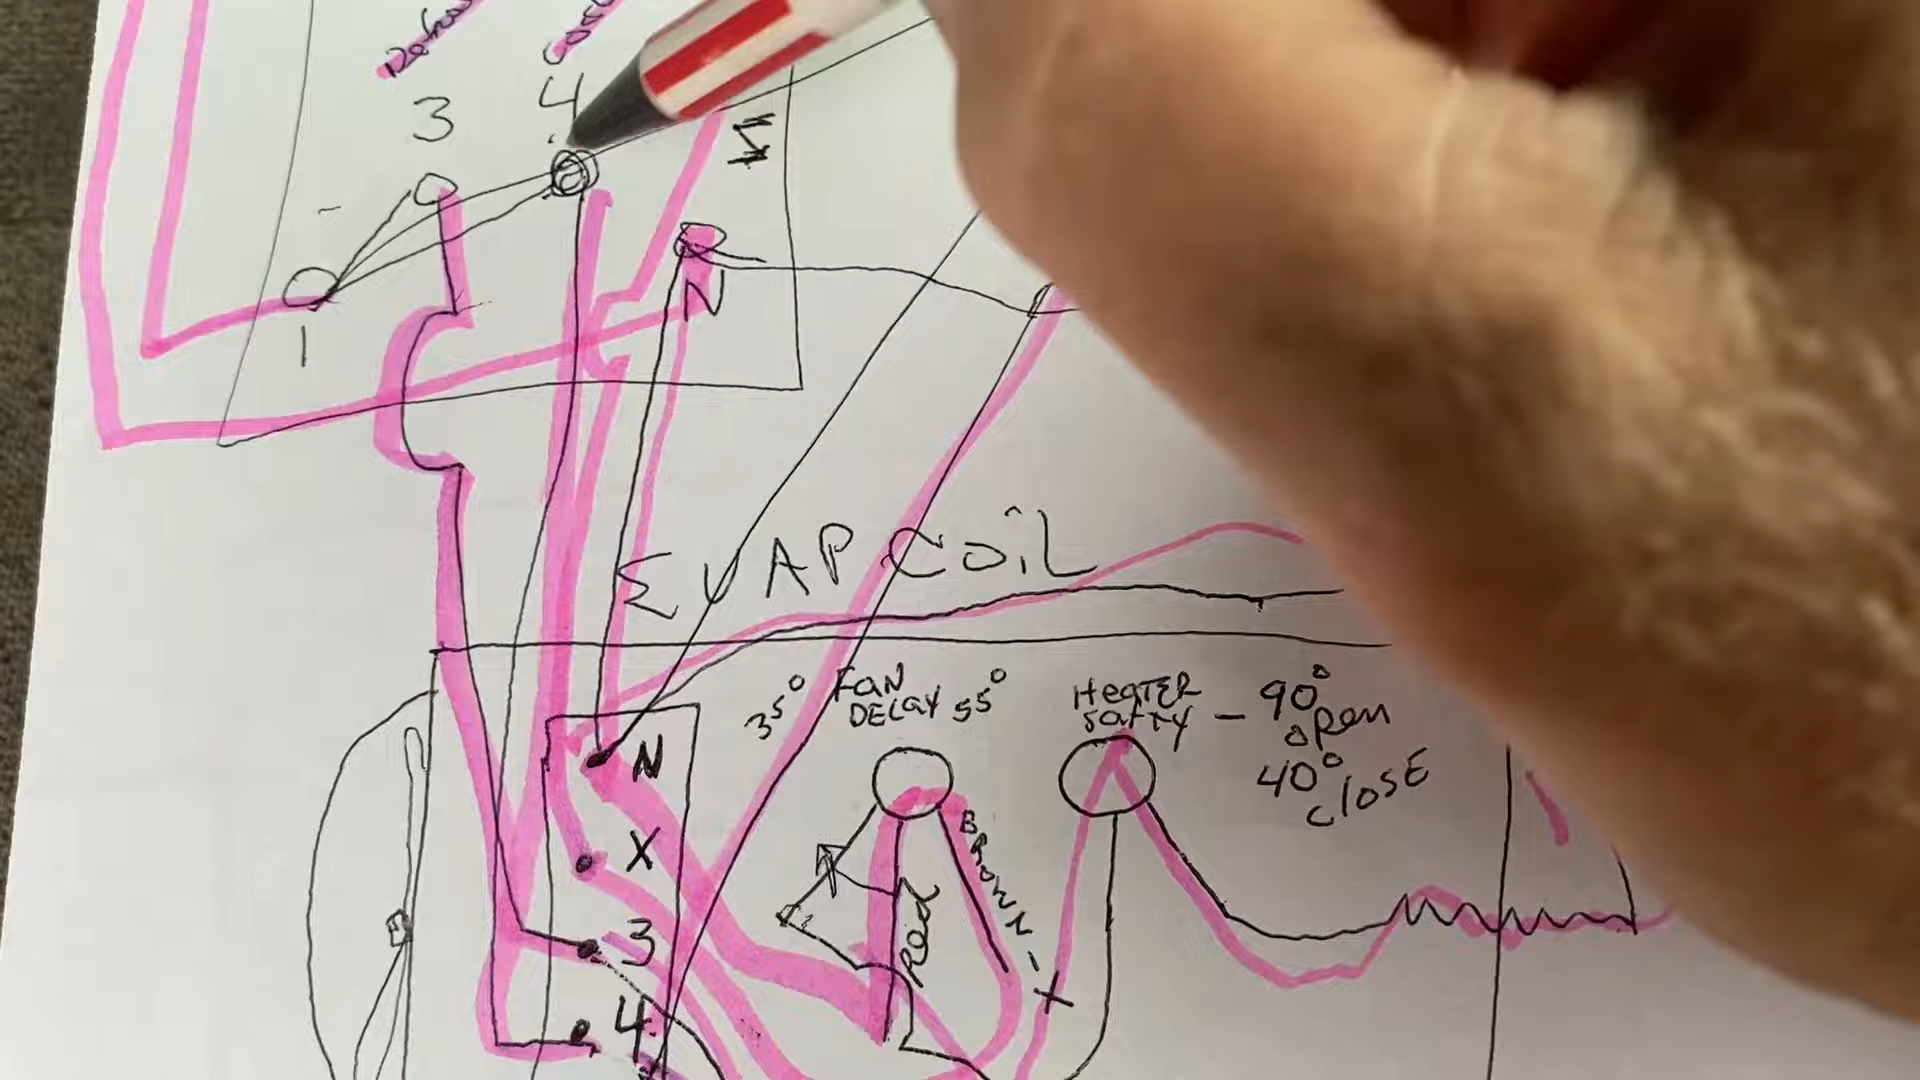 3
4
N
N
1
EVAP COIL
35° FAN DELAY 55°
HEATER SAFTY — 90° OPEN 40° CLOSE
N
X
3
4
Red
BROWN